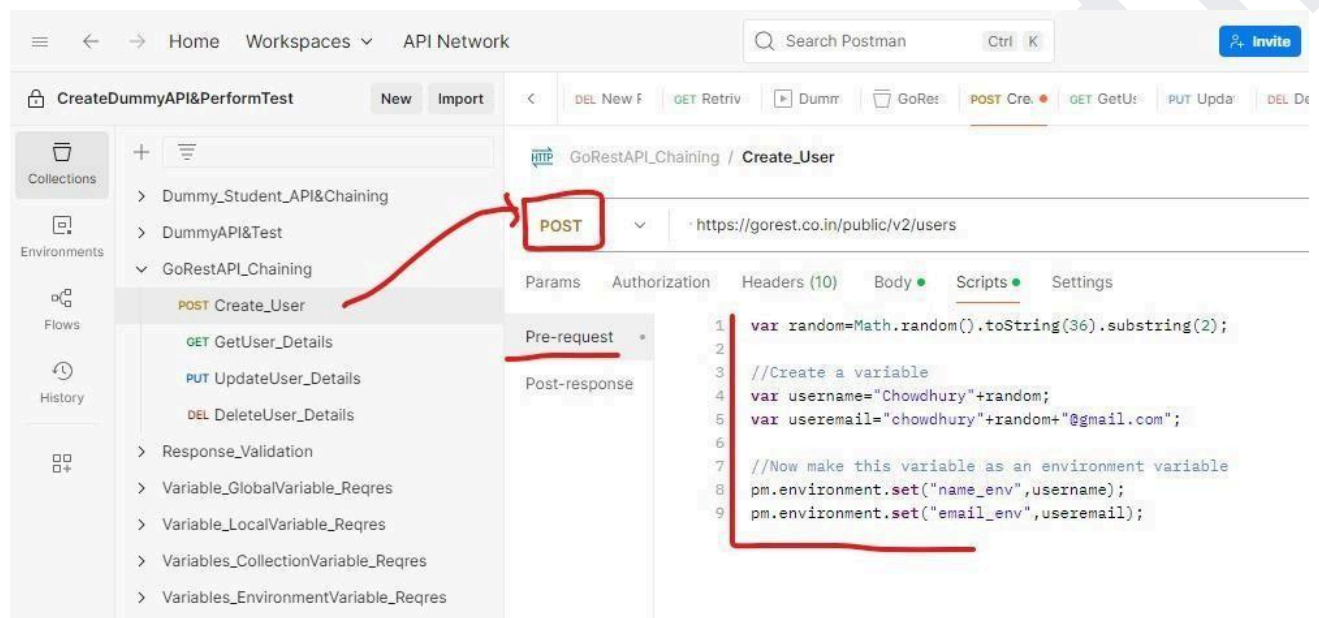 Home Workspaces API Network
Search Postman Ctrl K
Invite
CreateDummyAPI&PerformTest New Import
DEL New F GET Retriv Dumm GoRes POST Cre. GET GetUs PUT Upda DEL De
Collections
Environments
Flows
History
Dummy_Student_API&Chaining
DummyAPI&Test
GoRestAPI_Chaining
POST Create_User
GET GetUser_Details
PUT UpdateUser_Details
DEL DeleteUser_Details
Response_Validation
Variable_GlobalVariable_Reqres
Variable_LocalVariable_Reqres
Variables_CollectionVariable_Reqres
Variables_EnvironmentVariable_Reqres
HTTP GoRestAPI_Chaining / Create_User
POST https://gorest.co.in/public/v2/users
Params Authorization Headers (10) Body Scripts Settings
Pre-request
Post-response
1 var random=Math.random().toString(36).substring(2);
2
3 //Create a variable
4 var username="Chowdhury"+random;
5 var useremail="chowdhury"+random+"@gmail.com";
6
7 //Now make this variable as an environment variable
8 pm.environment.set("name_env",username);
9 pm.environment.set("email_env",useremail);